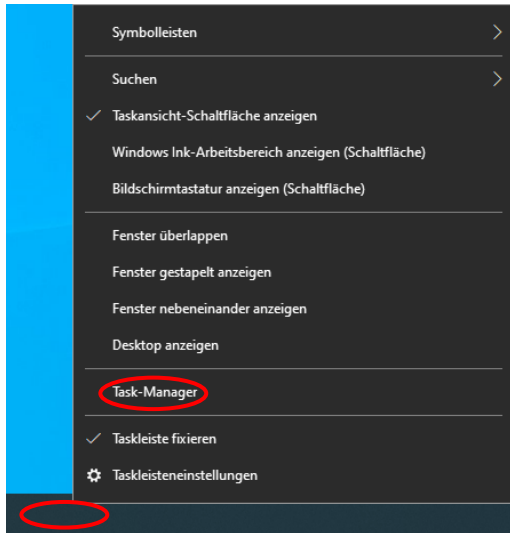 Symbolleisten
Suchen
Taskansicht-Schaltfläche anzeigen
Windows Ink-Arbeitsbereich anzeigen (Schaltfläche)
Bildschirmtastatur anzeigen (Schaltfläche)
Fenster überlappen
Fenster gestapelt anzeigen
Fenster nebeneinander anzeigen
Desktop anzeigen
Task-Manager
Taskleiste fixieren
Taskleisteneinstellungen